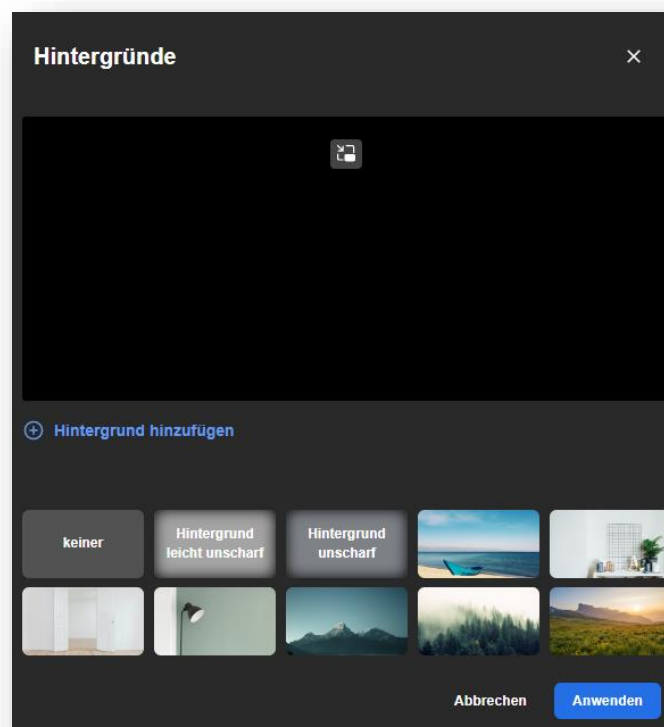 Hintergründe
Hintergrund hinzufügen
keiner
Hintergrund
leicht unscharf
Hintergrund
unscharf
Abbrechen
Anwenden